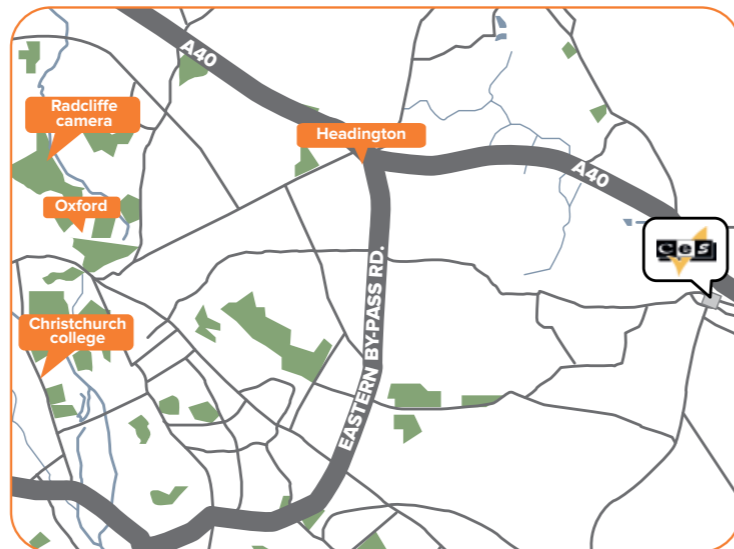 A40
Radcliffe
camera
Headington
A40
Oxford
ces
EASTERN BY-PASS RD.
Christchurch
college